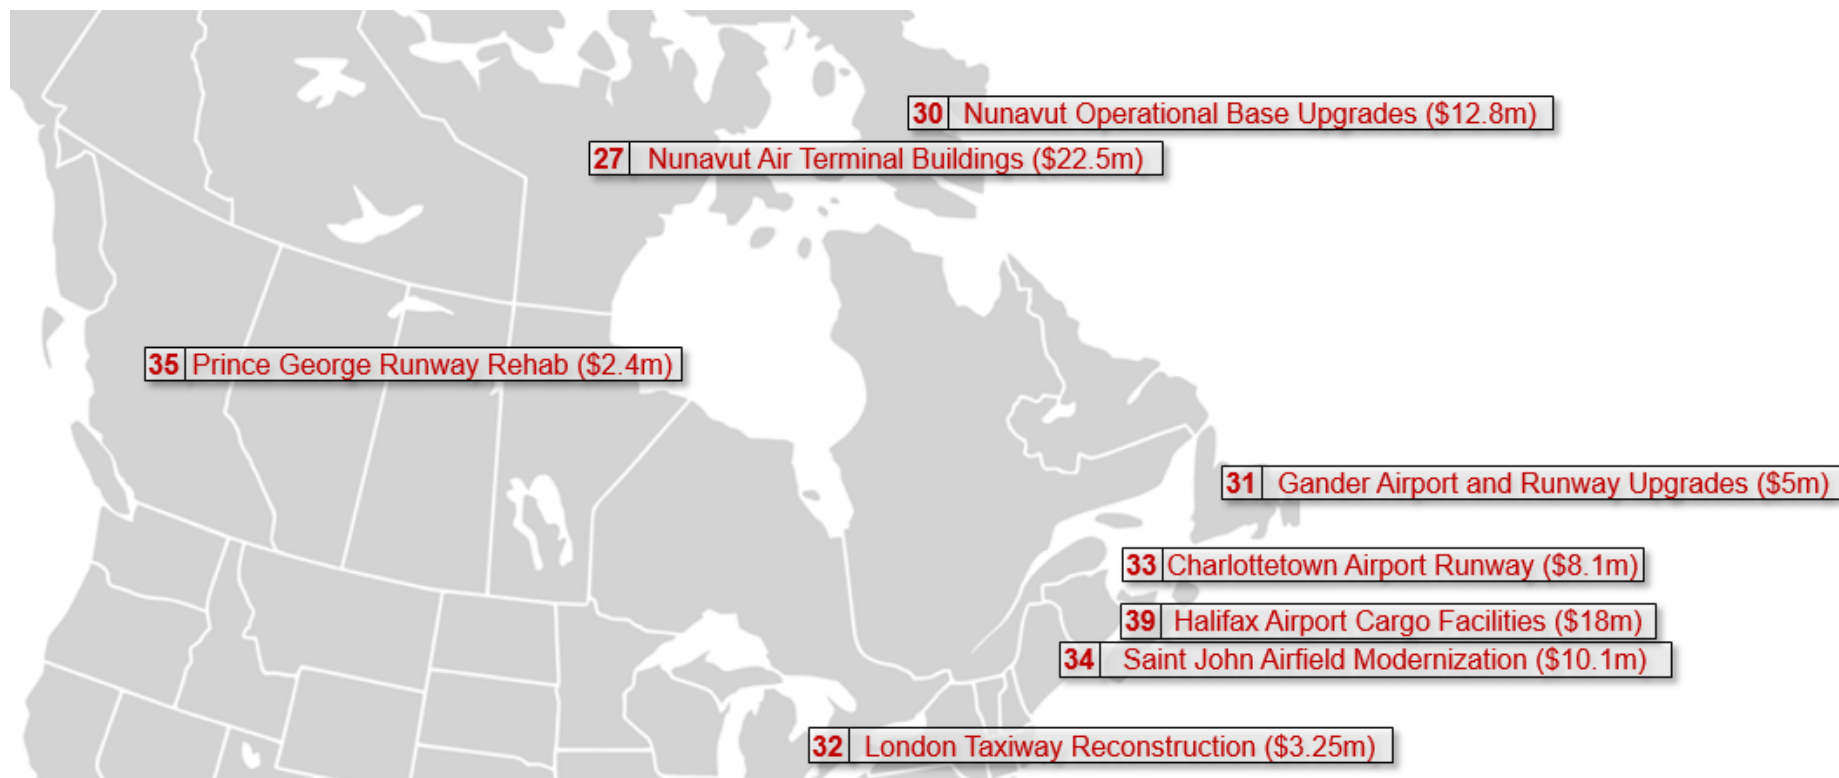 30 Nunavut Operational Base Upgrades ($12.8m)
27 Nunavut Air Terminal Buildings ($22.5m)
35 Prince George Runway Rehab ($2.4m)
31 Gander Airport and Runway Upgrades ($5m)
33 Charlottetown Airport Runway ($8.1m)
39 Halifax Airport Cargo Facilities ($18m)
34 Saint John Airfield Modernization ($10.1m)
32 London Taxiway Reconstruction ($3.25m)